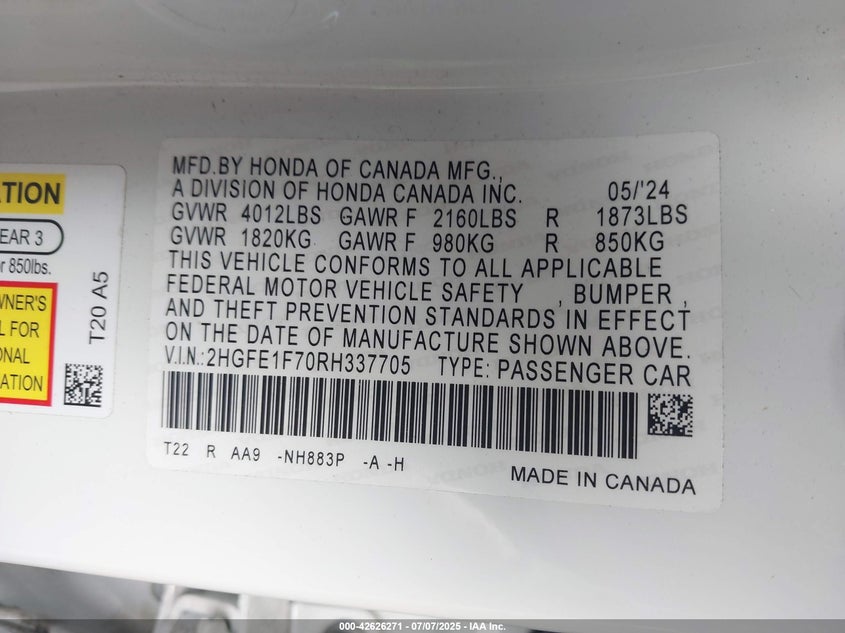 ATION
EAR 3
r 850lbs.
WNER'S
L FOR
ONAL
ATION
T20 A5
MFD.BY HONDA OF CANADA MFG.,
A DIVISION OF HONDA CANADA INC. 05/'24
GVWR 4012LBS GAWR F 2160LBS R 1873LBS
GVWR 1820KG GAWR F 980KG R 850KG
THIS VEHICLE CONFORMS TO ALL APPLICABLE
FEDERAL MOTOR VEHICLE SAFETY , BUMPER ,
AND THEFT PREVENTION STANDARDS IN EFFECT
ON THE DATE OF MANUFACTURE SHOWN ABOVE.
V.I.N.:2HGFE1F70RH337705 TYPE: PASSENGER CAR
T22 R AA9 -NH883P -A -H
MADE IN CANADA
000-42626271 | 07/07/2025 - IAA Inc.